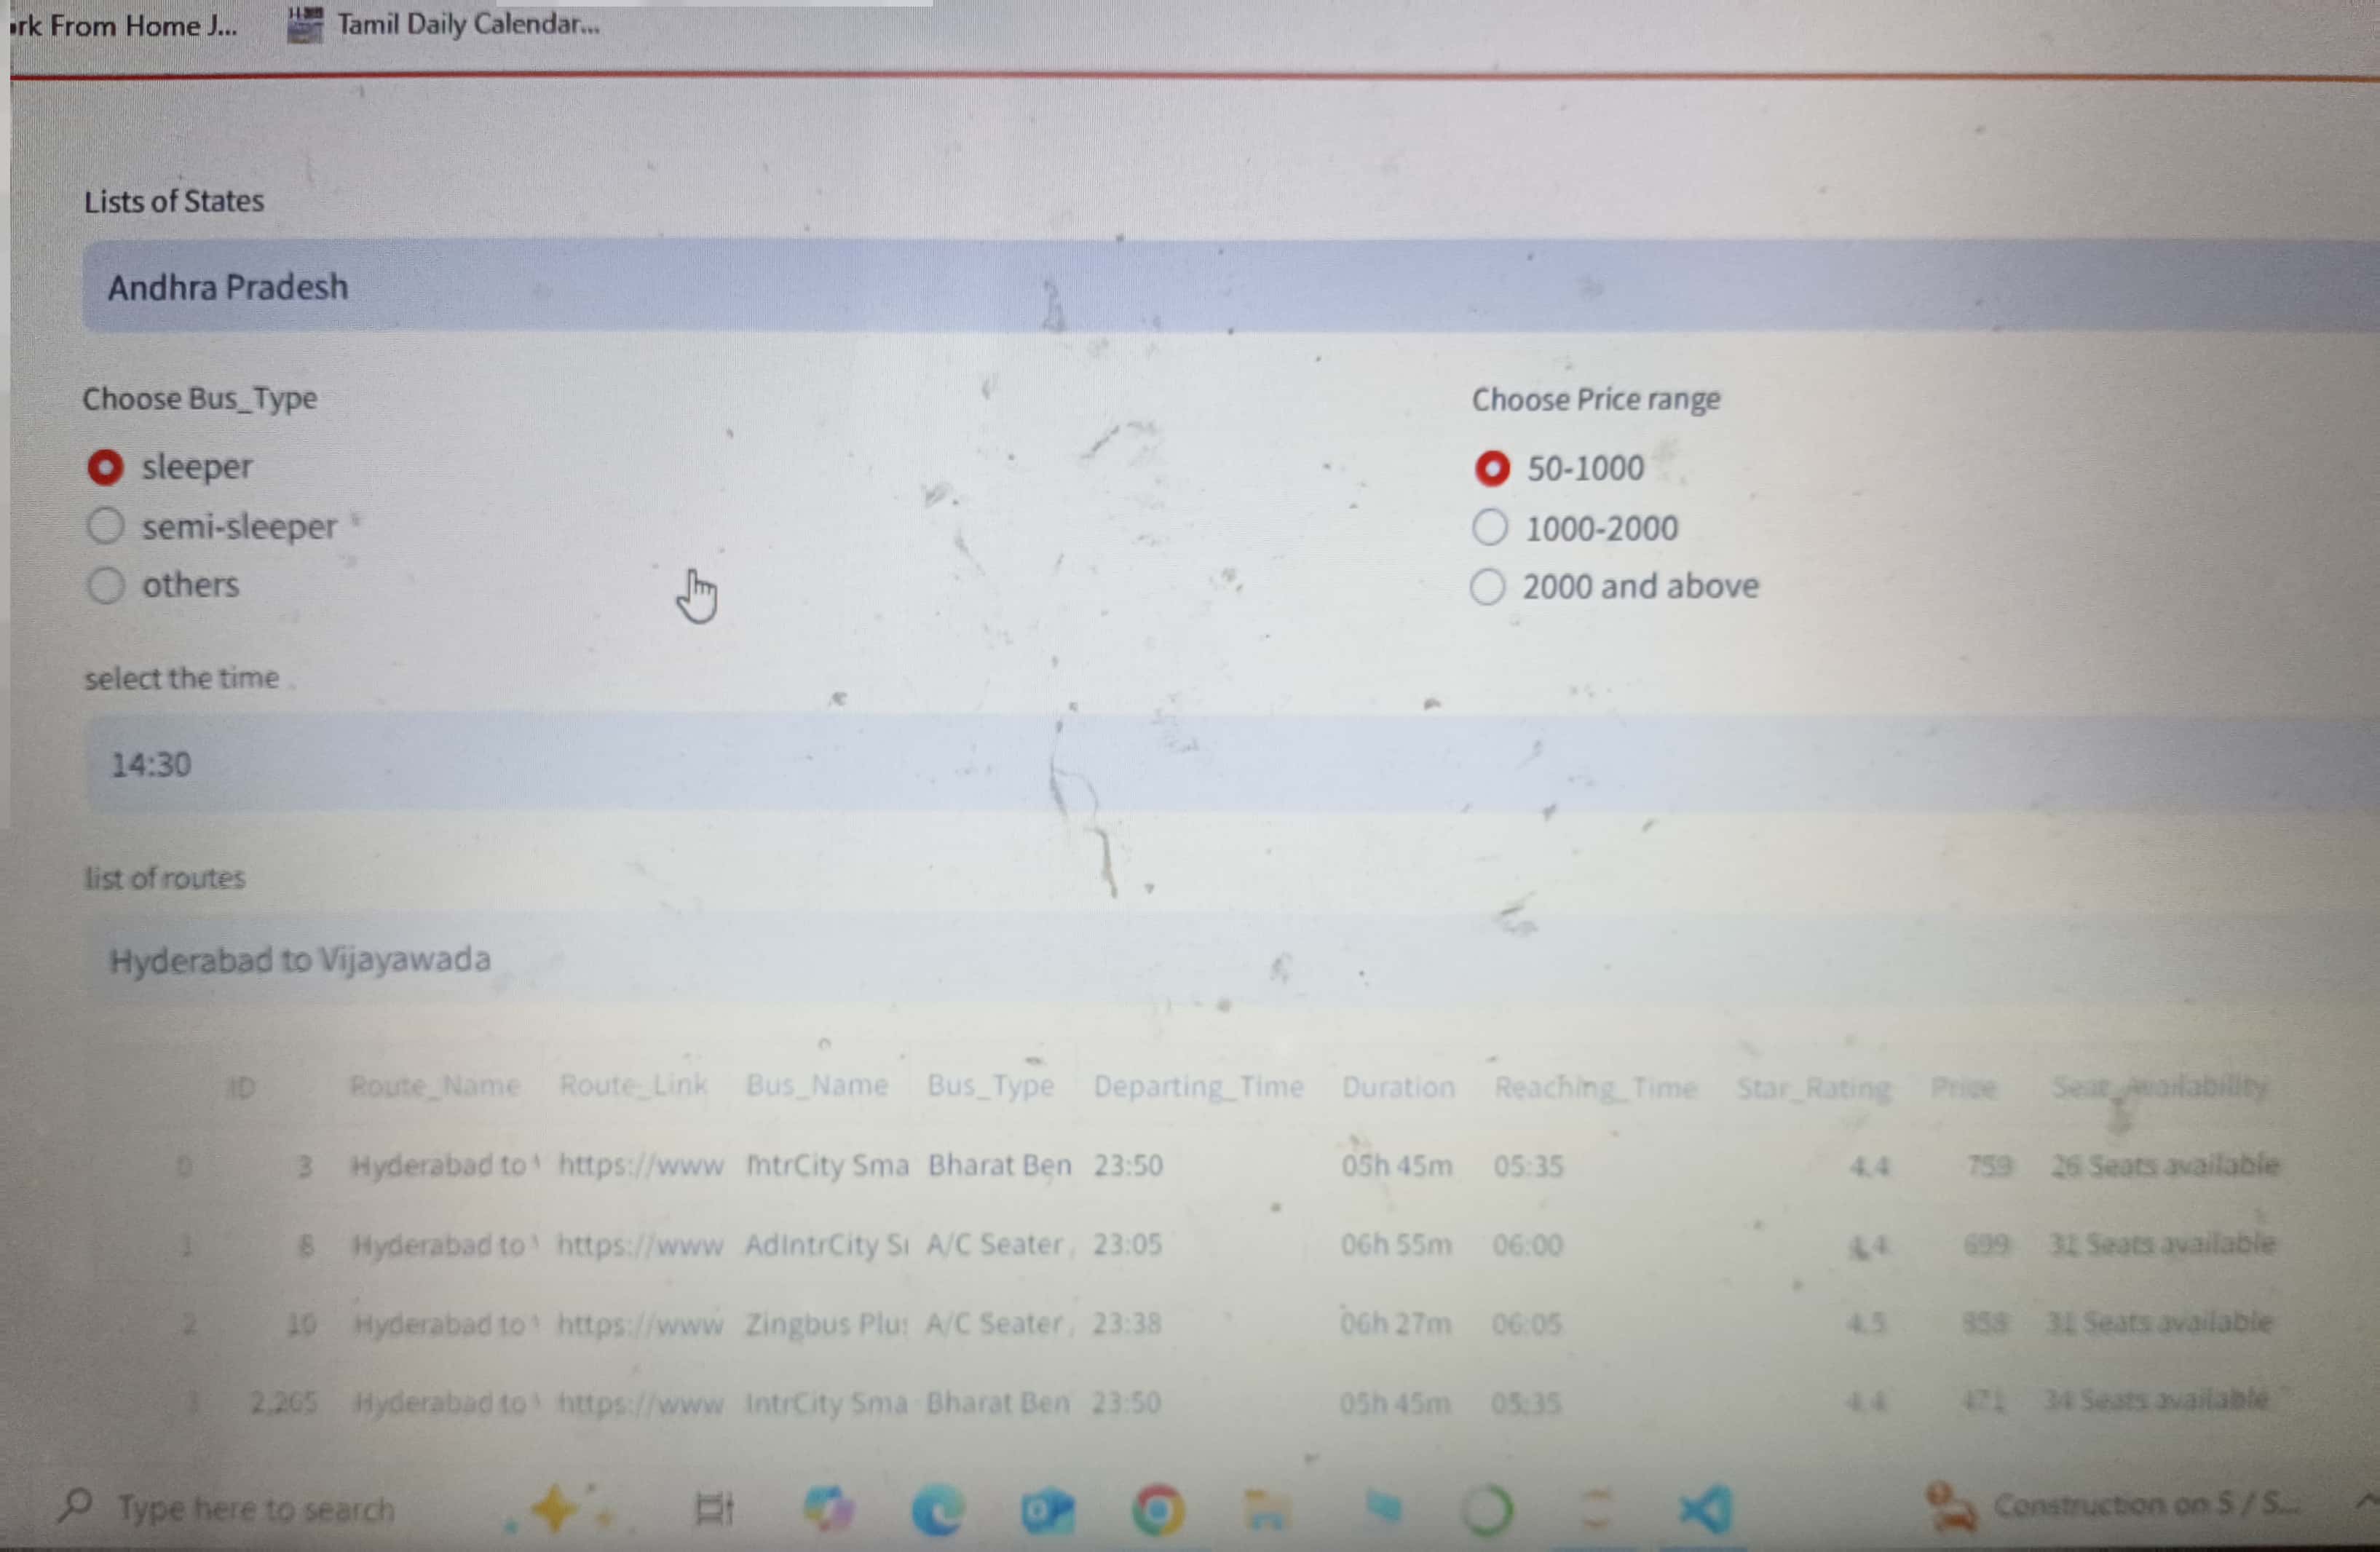 rk From Home J... Tamil Daily Calendar...
Lists of States
Andhra Pradesh
Choose Bus_Type Choose Price range
sleeper 50-1000
semi-sleeper 1000-2000
others 2000 and above
select the time
14:30
list of routes
Hyderabad to Vijayawada
ID Route_Name Route_Link Bus_Name Bus_Type Departing_Time Duration Reaching_Time Star_Rating Price Seat_Availability
0 3 Hyderabad to https://www IntrCity Sma Bharat Ben 23:50 05h 45m 05:35 4.4 759 26 Seats available
1 8 Hyderabad to https://www AdIntrCity A/C Seater, 23:05 06h 55m 06:00 4.4 699 31 Seats available
2 10 Hyderabad to https://www Zingbus Plu A/C Seater, 23:38 06h 27m 06:05 4.5 31 Seats available
3 2,265 Hyderabad to https://www IntrCity Sma Bharat Ben 23:50 05h 45m 05:35 4.4 34 Seats available
Type here to search Construction on S / S...